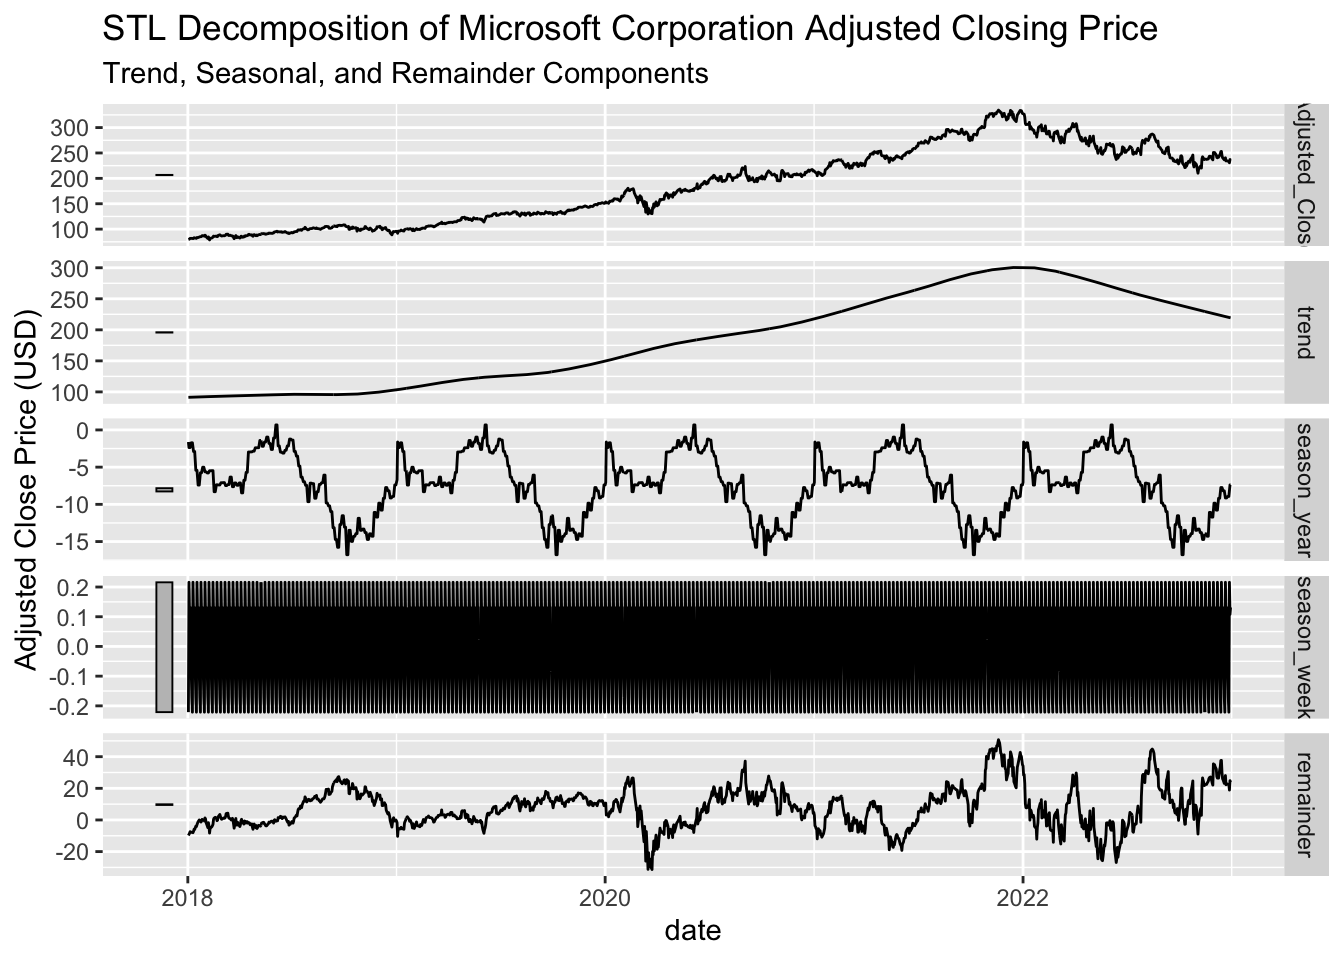 STL Decomposition of Microsoft Corporation Adjusted Closing Price
Trend, Seasonal, and Remainder Components
Adjusted Close Price (USD)
300
250
200
150
100
Adjusted_Clos
300
250
200
150
100
trend
0
-5
-10
-15
season_year
0.2
0.1
0.0
-0.1
-0.2
season_week
40
20
0
-20
remainder
2018
2020
2022
date